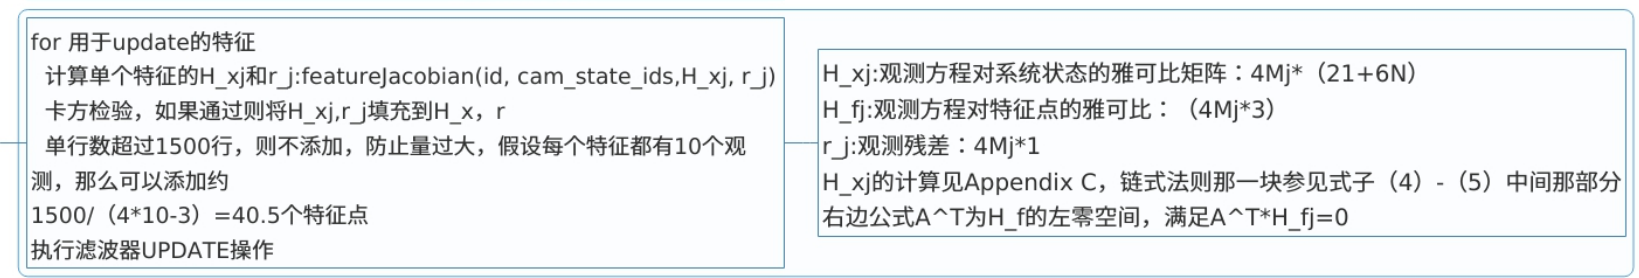 for 用于update的特征
计算单个特征的H_xj和r_j:featureJacobian(id, cam_state_ids,H_xj, r_j)
卡方检验，如果通过则将H_xj,r_j填充到H_x，r
单行数超过1500行，则不添加，防止量过大，假设每个特征都有10个观
测，那么可以添加约
1500/（4*10-3）=40.5个特征点
执行滤波器UPDATE操作
H_xj:观测方程对系统状态的雅可比矩阵：4Mj*（21+6N）
H_fj:观测方程对特征点的雅可比：（4Mj*3）
r_j:观测残差：4Mj*1
H_xj的计算见Appendix C，链式法则那一块参见式子（4）-（5）中间那部分
右边公式A^T为H_f的左零空间，满足A^T*H_fj=0